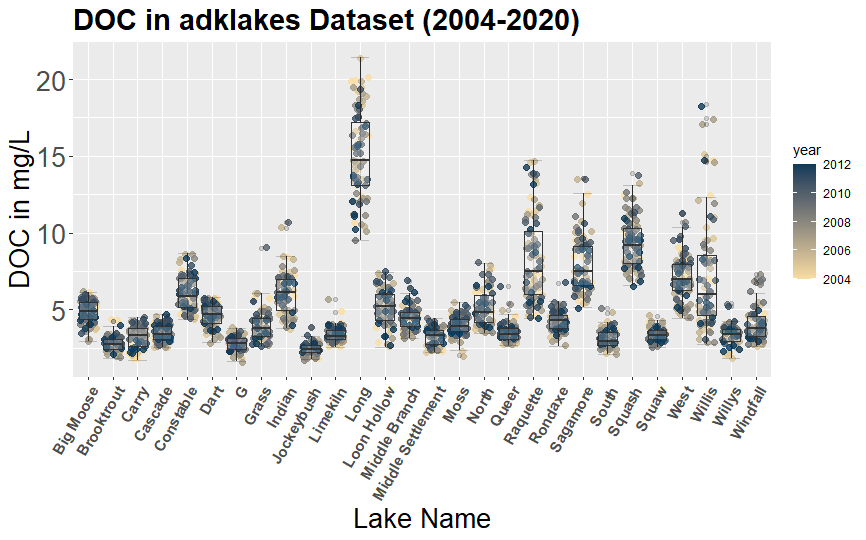 DOC in adklakes Dataset (2004-2020)
DOC in mg/L
20
15
10
5
Big Moose
Brooktrout
Carry
Cascade
Constable
Dart
G
Grass
Indian
Jockeybush
Limekiln
Long
Loon Hollow
Middle Branch
Middle Settlement
Moss
North
Queer
Raquette
Rondaxe
Sagamore
South
Squash
Squaw
West
Willis
Willys
Windfall
Lake Name
year
2012
2010
2008
2006
2004